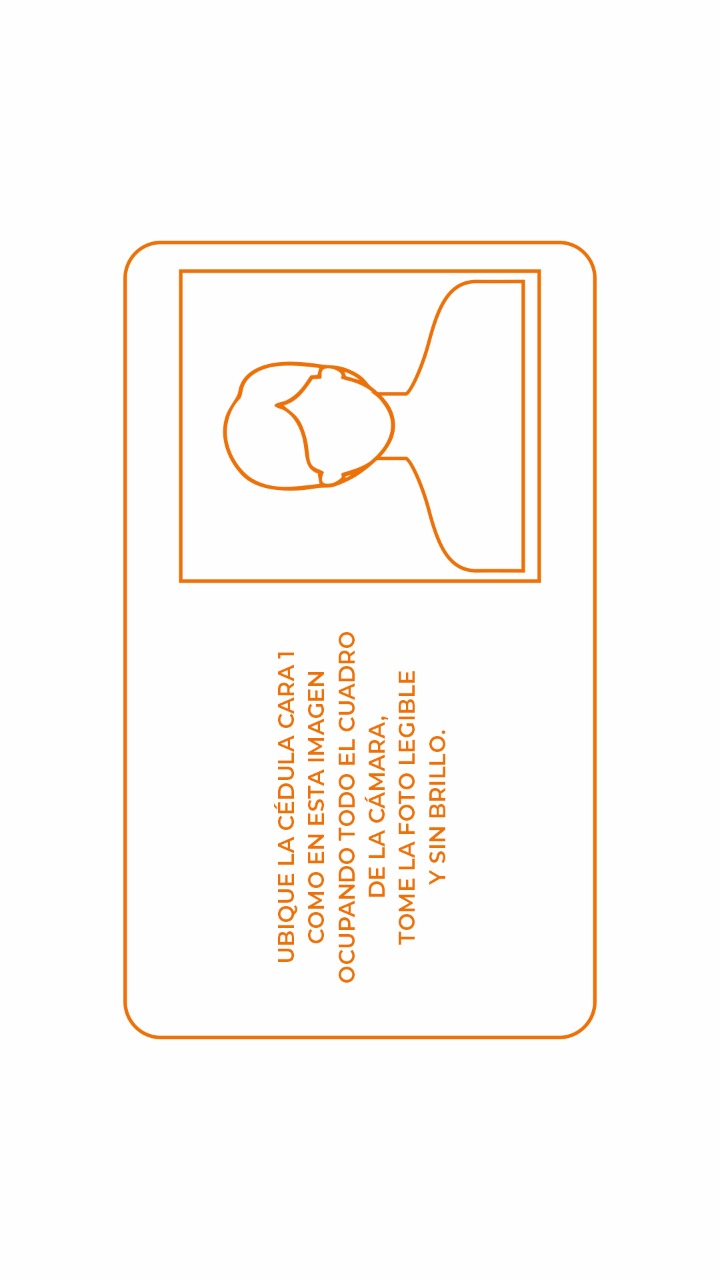 UBIQUE LA CÉDULA CARA 1
COMO EN ESTA IMAGEN
OCUPANDO TODO EL CUADRO
DE LA CÁMARA,
TOME LA FOTO LEGIBLE
Y SIN BRILLO.